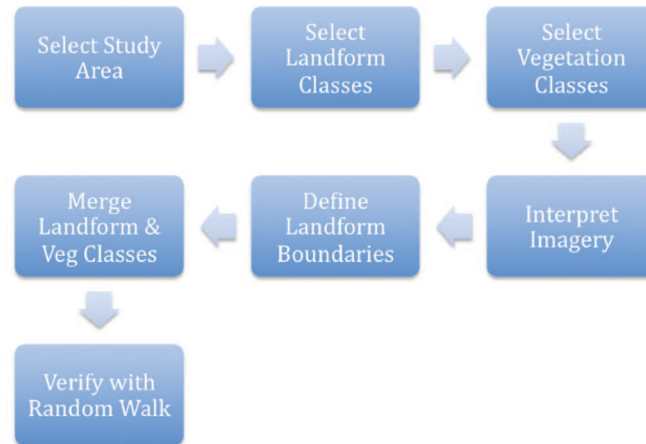 Select Study
Area
Select
Landform
Classes
Select
Vegetation
Classes
Interpret
Imagery
Define
Landform
Boundaries
Merge
Landform &
Veg Classes
Verify with
Random Walk